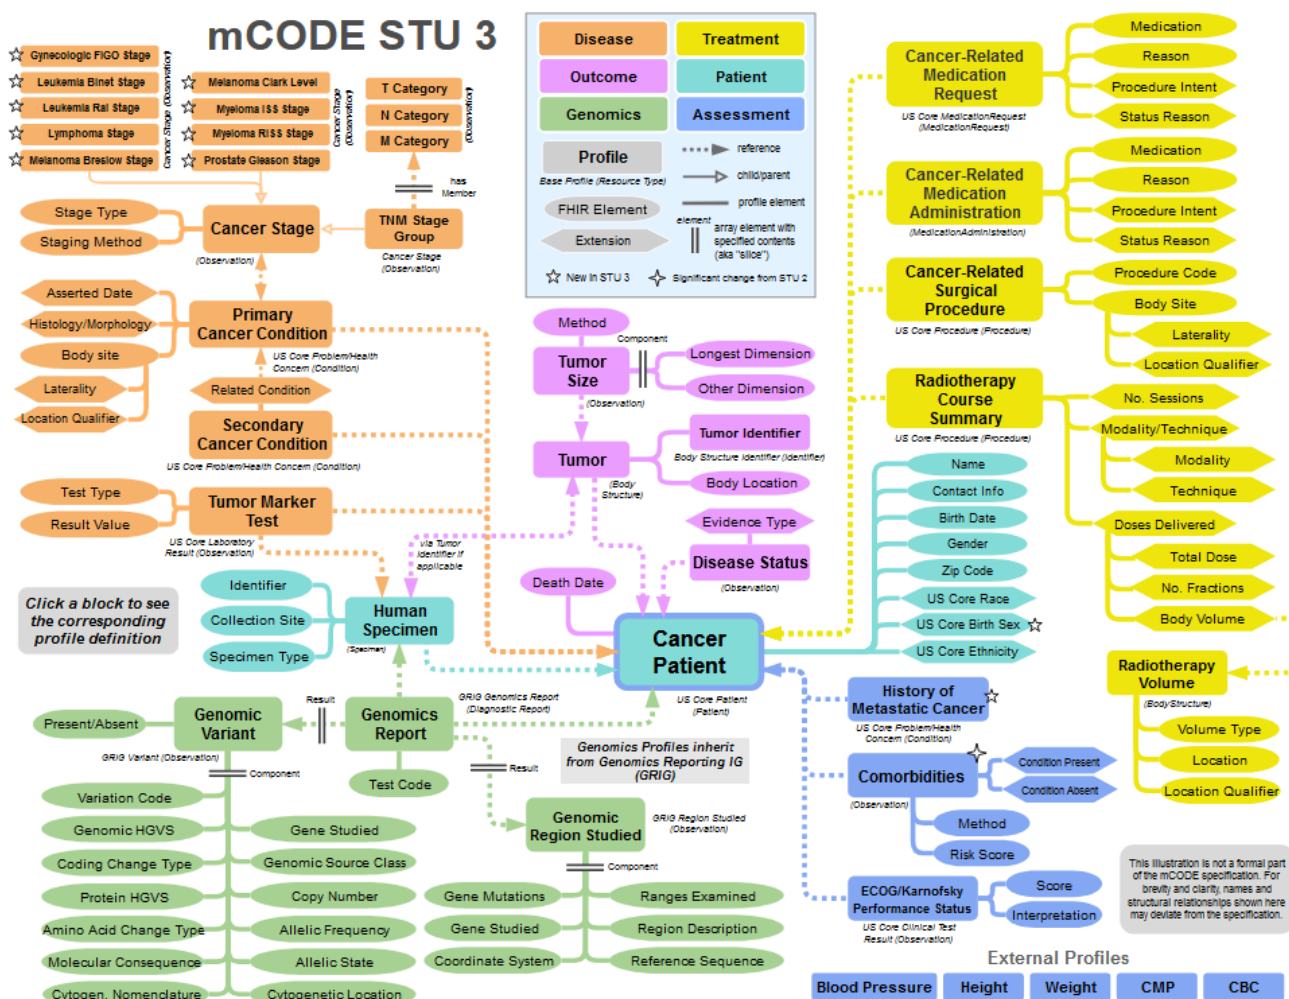 mCODE STU 3
Gynecologic FIGO Stage
Leukemia Binet Stage
Leukemia Rai Stage
Lymphoma Stage
Melanoma Breslow Stage
Cancer Stage (Observation)
Melanoma Clark Level
Myeloma ISS Stage
Myeloma RISS Stage
Prostate Gleason Stage
Cancer Stage
(Observation)
T Category
N Category
M Category
(Observation)
has
Member
Stage Type
Staging Method
Cancer Stage
(Observation)
TNM Stage
Group
Cancer Stage
(Observation)
Asserted Date
Histology/Morphology
Body site
Laterality
Location Qualifier
Primary
Cancer Condition
US Core Problem/Health
Concern (Condition)
Related Condition
Secondary
Cancer Condition
US Core Problem/Health Concern (Condition)
Test Type
Result Value
Tumor Marker
Test
US Core Laboratory
Result (Observation)
Disease
Treatment
Outcome
Patient
Genomics
Assessment
Profile
Base Profile (Resource Type)
FHIR Element
Extension
reference
child/parent
profile element
element
array element with
specified contents
(aka "slice")
New in STU 3
Significant change from STU 2
Method
Tumor
Size
(Observation)
Component
Longest Dimension
Other Dimension
Tumor
(Body
Structure)
Tumor Identifier
Body Structure Identifier (Identifier)
Body Location
Evidence Type
Disease Status
(Observation)
Death Date
via Tumor
Identifier if
applicable
Cancer
Patient
US Core Patient
(Patient)
Cancer-Related
Medication
Request
US Core MedicationRequest
(MedicationRequest)
Medication
Reason
Procedure Intent
Status Reason
Cancer-Related
Medication
Administration
(MedicationAdministration)
Medication
Reason
Procedure Intent
Status Reason
Cancer-Related
Surgical
Procedure
US Core Procedure (Procedure)
Procedure Code
Body Site
Laterality
Location Qualifier
Radiotherapy
Course
Summary
US Core Procedure (Procedure)
No. Sessions
Modality/Technique
Modality
Technique
Doses Delivered
Total Dose
No. Fractions
Body Volume
Radiotherapy
Volume
(BodyStructure)
Volume Type
Location
Location Qualifier
Name
Contact Info
Birth Date
Gender
Zip Code
US Core Race
US Core Birth Sex
US Core Ethnicity
Click a block to see
the corresponding
profile definition
Identifier
Collection Site
Specimen Type
Human
Specimen
(Specimen)
Present/Absent
Genomic
Variant
GRIG Variant (Observation)
Result
Genomics
Report
GRIG Genomics Report
(Diagnostic Report)
Test Code
Result
Genomics Profiles inherit
from Genomics Reporting IG
(GRIG)
Component
Variation Code
Genomic HGVS
Coding Change Type
Protein HGVS
Amino Acid Change Type
Molecular Consequence
Cytogen. Nomenclature
Gene Studied
Genomic Source Class
Copy Number
Allelic Frequency
Allelic State
Cytogenetic Location
Genomic
Region Studied
GRIG Region Studied
(Observation)
Component
Gene Mutations
Gene Studied
Coordinate System
Ranges Examined
Region Description
Reference Sequence
History of
Metastatic Cancer
US Core Problem/Health
Concern (Condition)
Comorbidities
(Observation)
Condition Present
Condition Absent
Method
Risk Score
ECOG/Karnofsky
Performance Status
US Core Clinical Test
Result (Observation)
Score
Interpretation
This illustration is not a formal part
of the mCODE specification. For
brevity and clarity, names and
structural relationships shown here
may deviate from the specification.
External Profiles
Blood Pressure
Height
Weight
CMP
CBC